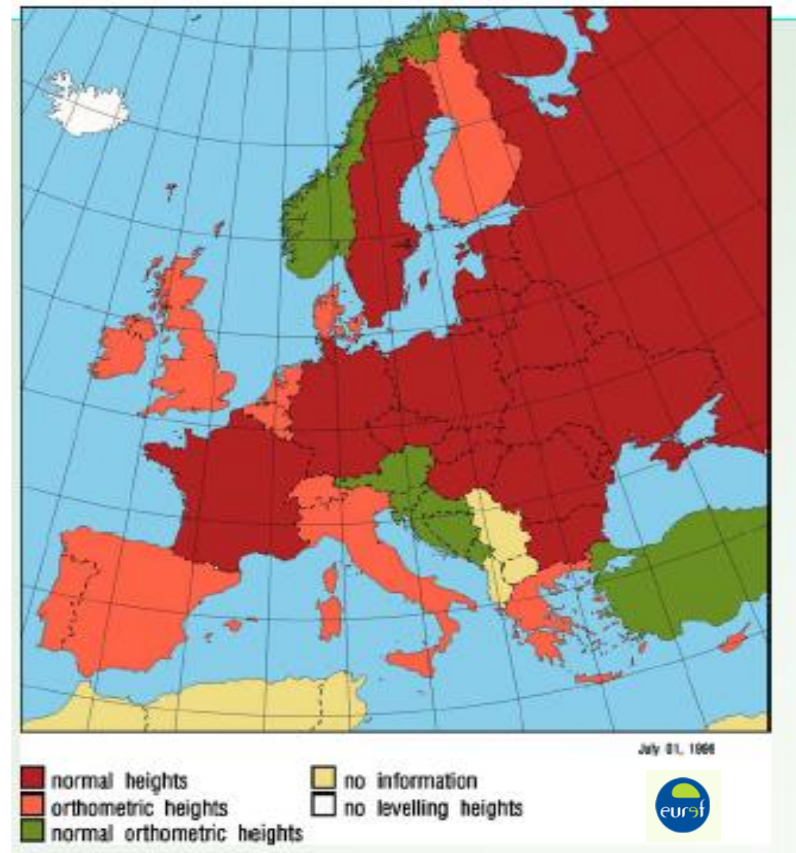 July 01, 1996
normal heights
orthometric heights
normal orthometric heights
no information
no levelling heights
euref